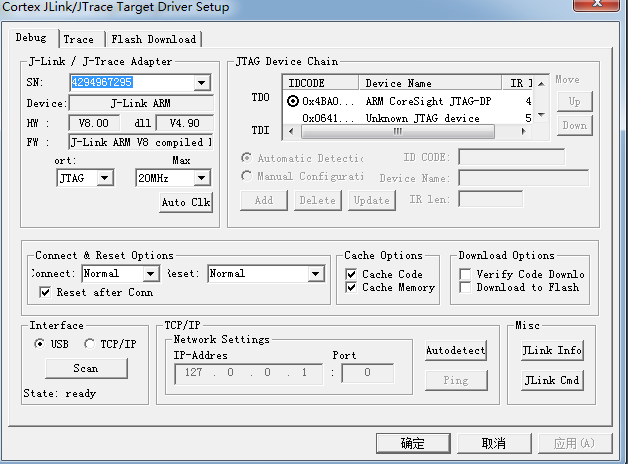 Cortex JLink/JTrace Target Driver Setup
Debug Trace Flash Download
J-Link / J-Trace Adapter
SN: 4294967295
Device: J-Link ARM
HW : V8.00 dll V4.90
FW : J-Link ARM V8 compiled
ort: Max
JTAG 20MHz
Auto Clk
JTAG Device Chain
IDCODE Device Name IR
TDO 0x4BA0... ARM CoreSight JTAG-DP 4
TDI 0x0641... Unknown JTAG device 5
Move
Up
Down
Automatic Detectio ID CODE:
Manual Configurati Device Name:
Add Delete Update IR len:
Connect & Reset Options
onnect: Normal eset: Normal
Reset after Conn
Cache Options
Cache Code
Cache Memory
Download Options
Verify Code Downlo
Download to Flash
Interface
USB TCP/IP
Scan
State: ready
TCP/IP
Network Settings
IP-Addres Port
127 . 0 . 0 . 1 : 0
Autodetect
Ping
Misc
JLink Info
JLink Cmd
确定 取消 应用(A)